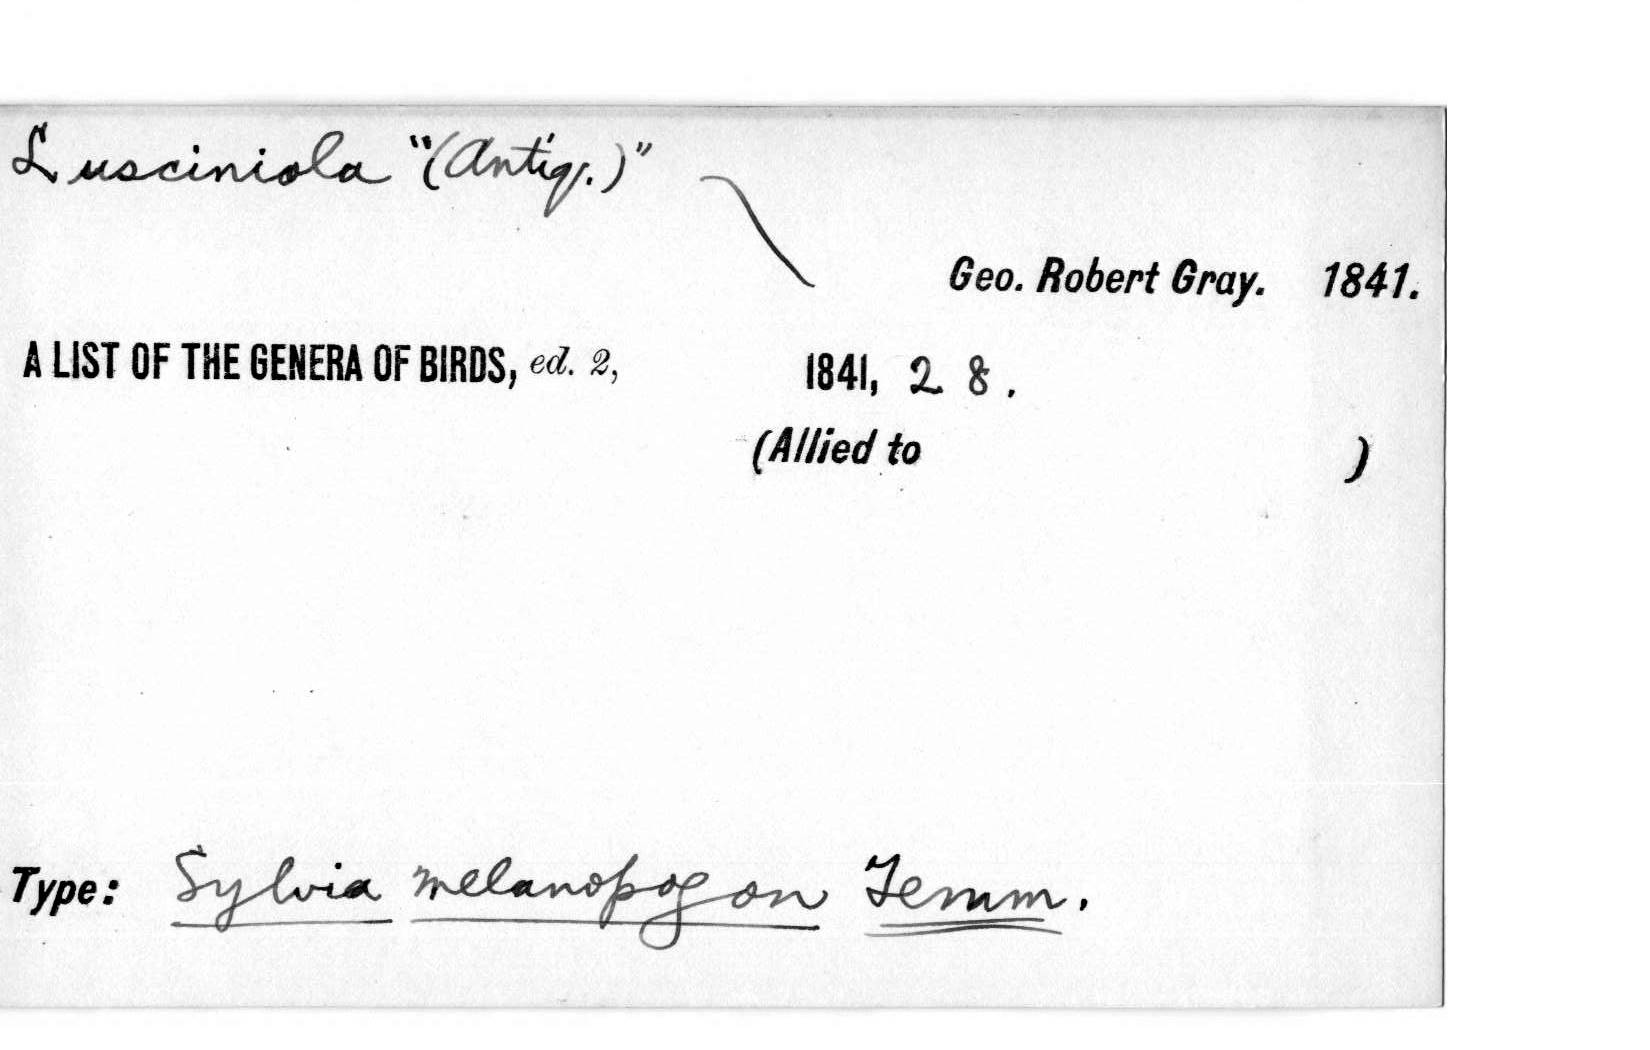 Lusciniola "(Antiq.)"
Geo. Robert Gray. 1841.
A LIST OF THE GENERA OF BIRDS, ed. 2, 1841, 28.
(Allied to )
Type: Sylvia melanopogon Temm.